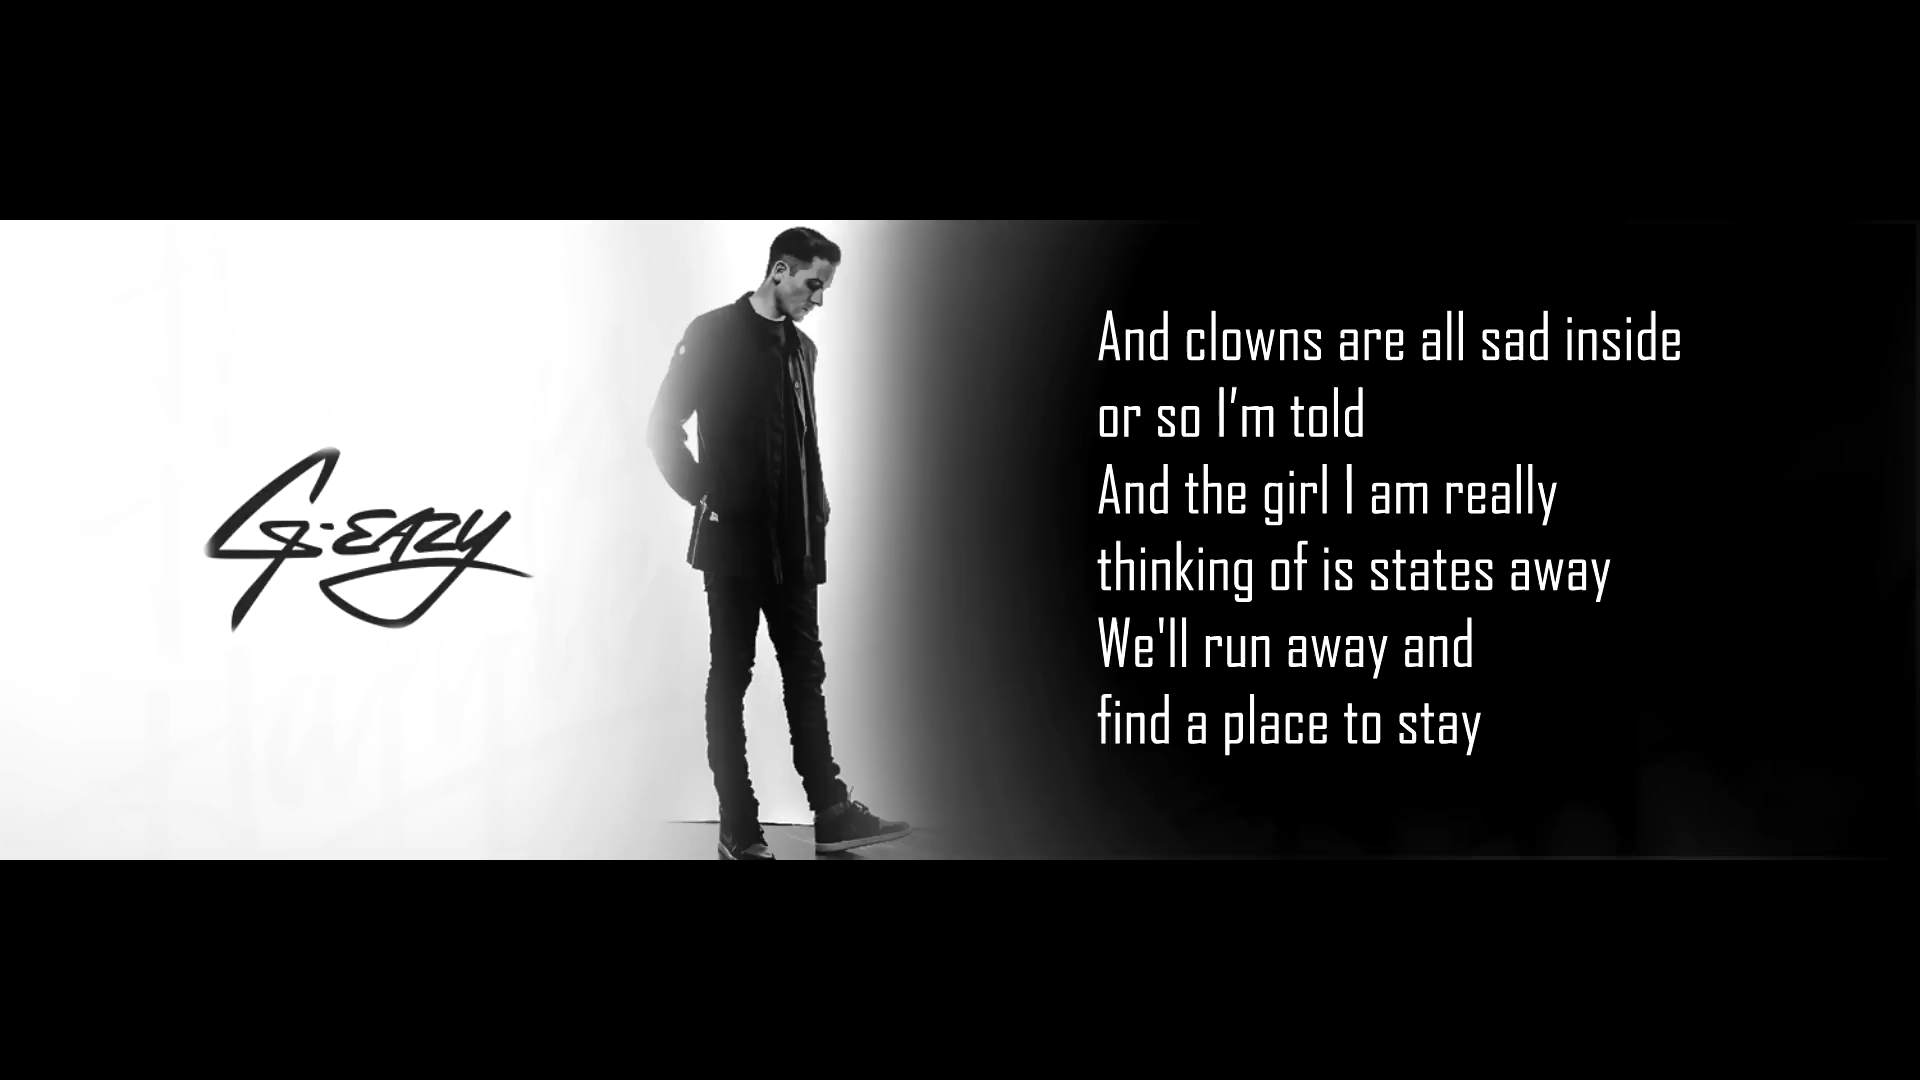 G-EAZY
And clowns are all sad inside
or so I’m told
And the girl I am really
thinking of is states away
We'll run away and
find a place to stay